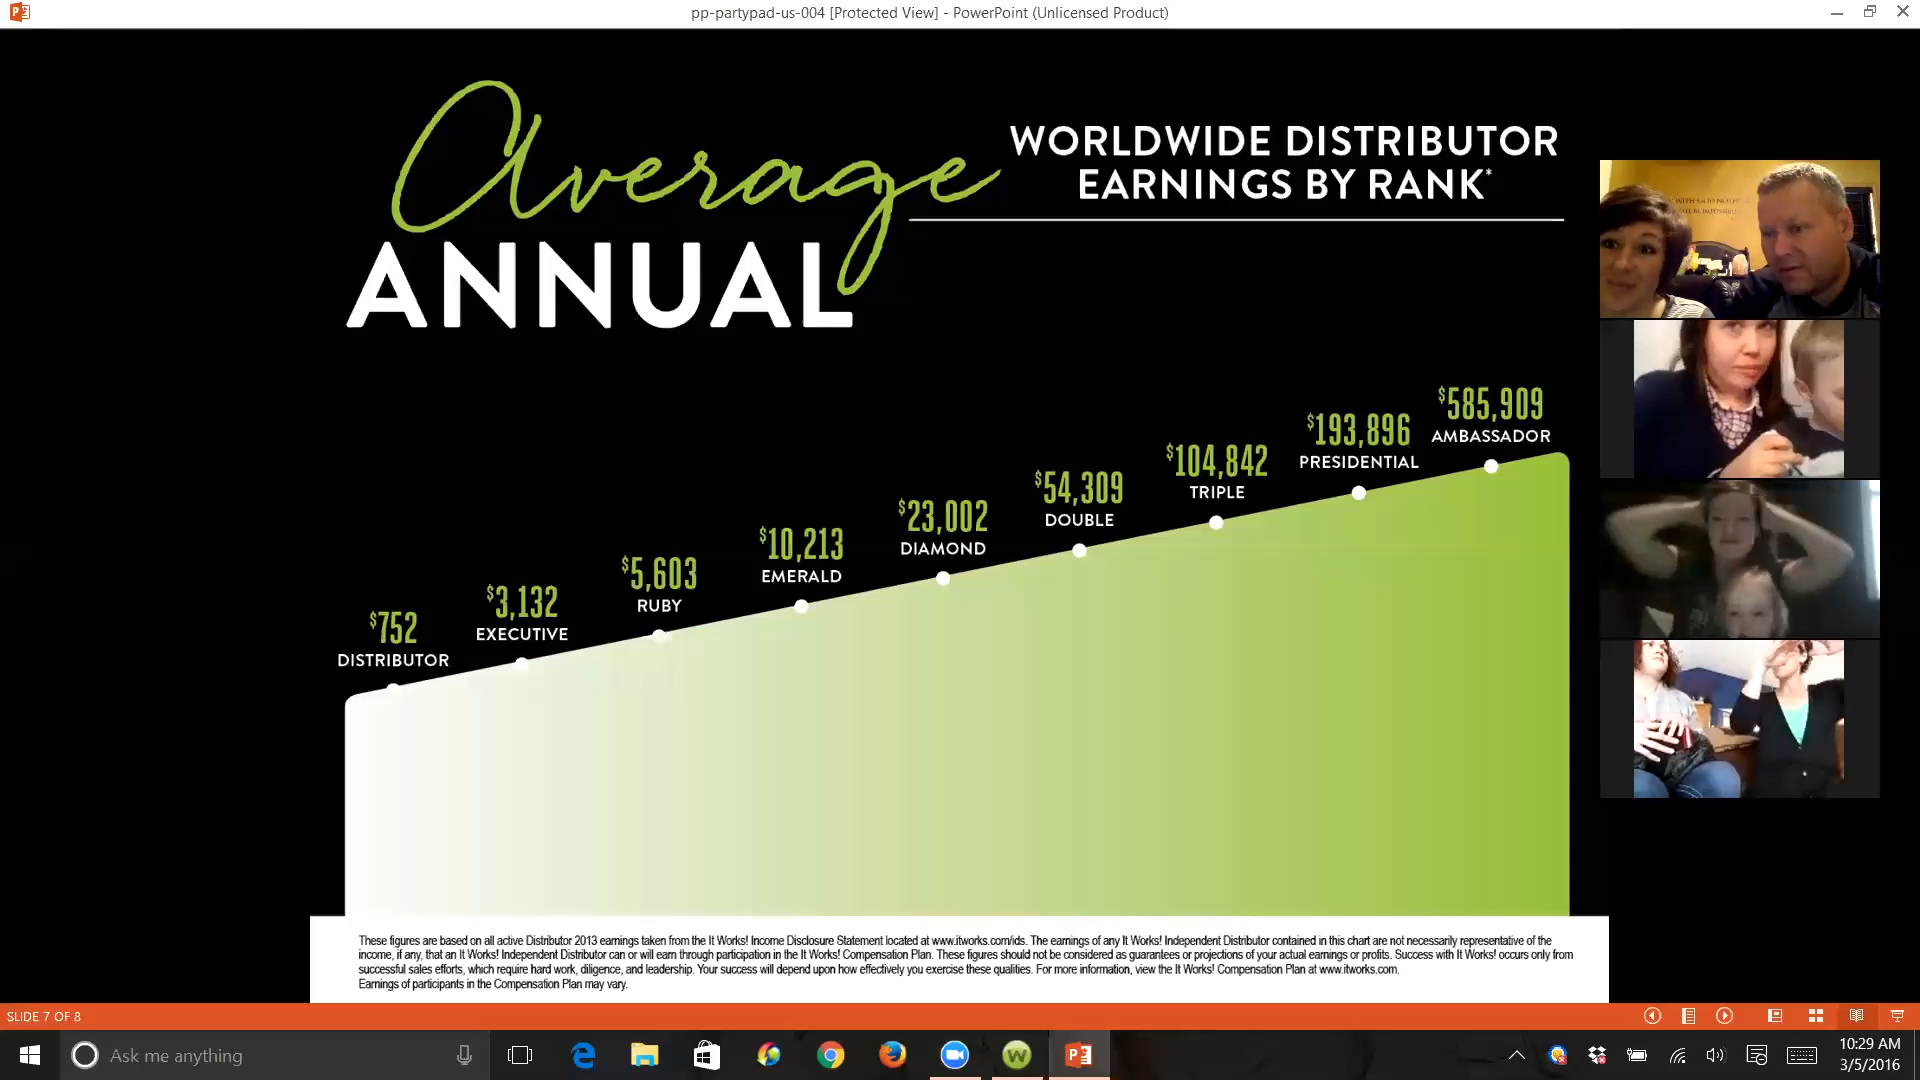 pp-partypad-us-004 [Protected View] - PowerPoint (Unlicensed Product)
Average
ANNUAL
WORLDWIDE DISTRIBUTOR
EARNINGS BY RANK*
$752
DISTRIBUTOR
$3,132
EXECUTIVE
$5,603
RUBY
$10,213
EMERALD
$23,002
DIAMOND
$54,309
DOUBLE
$104,842
TRIPLE
$193,896
PRESIDENTIAL
$585,909
AMBASSADOR
WITH GOD
These figures are based on all active Distributor 2013 earnings taken from the It Works! Income Disclosure Statement located at www.itworks.com/ids. The earnings of any It Works! Independent Distributor contained in this chart are not necessarily representative of the
income, if any, that an It Works! Independent Distributor can or will earn through participation in the It Works! Compensation Plan. These figures should not be considered as guarantees or projections of your actual earnings or profits. Success with It Works! occurs only from
successful sales efforts, which require hard work, diligence, and leadership. Your success will depend upon how effectively you exercise these qualities. For more information, view the It Works! Compensation Plan at www.itworks.com.
Earnings of participants in the Compensation Plan may vary.
SLIDE 7 OF 8
Ask me anything
10:29 AM
3/5/2016